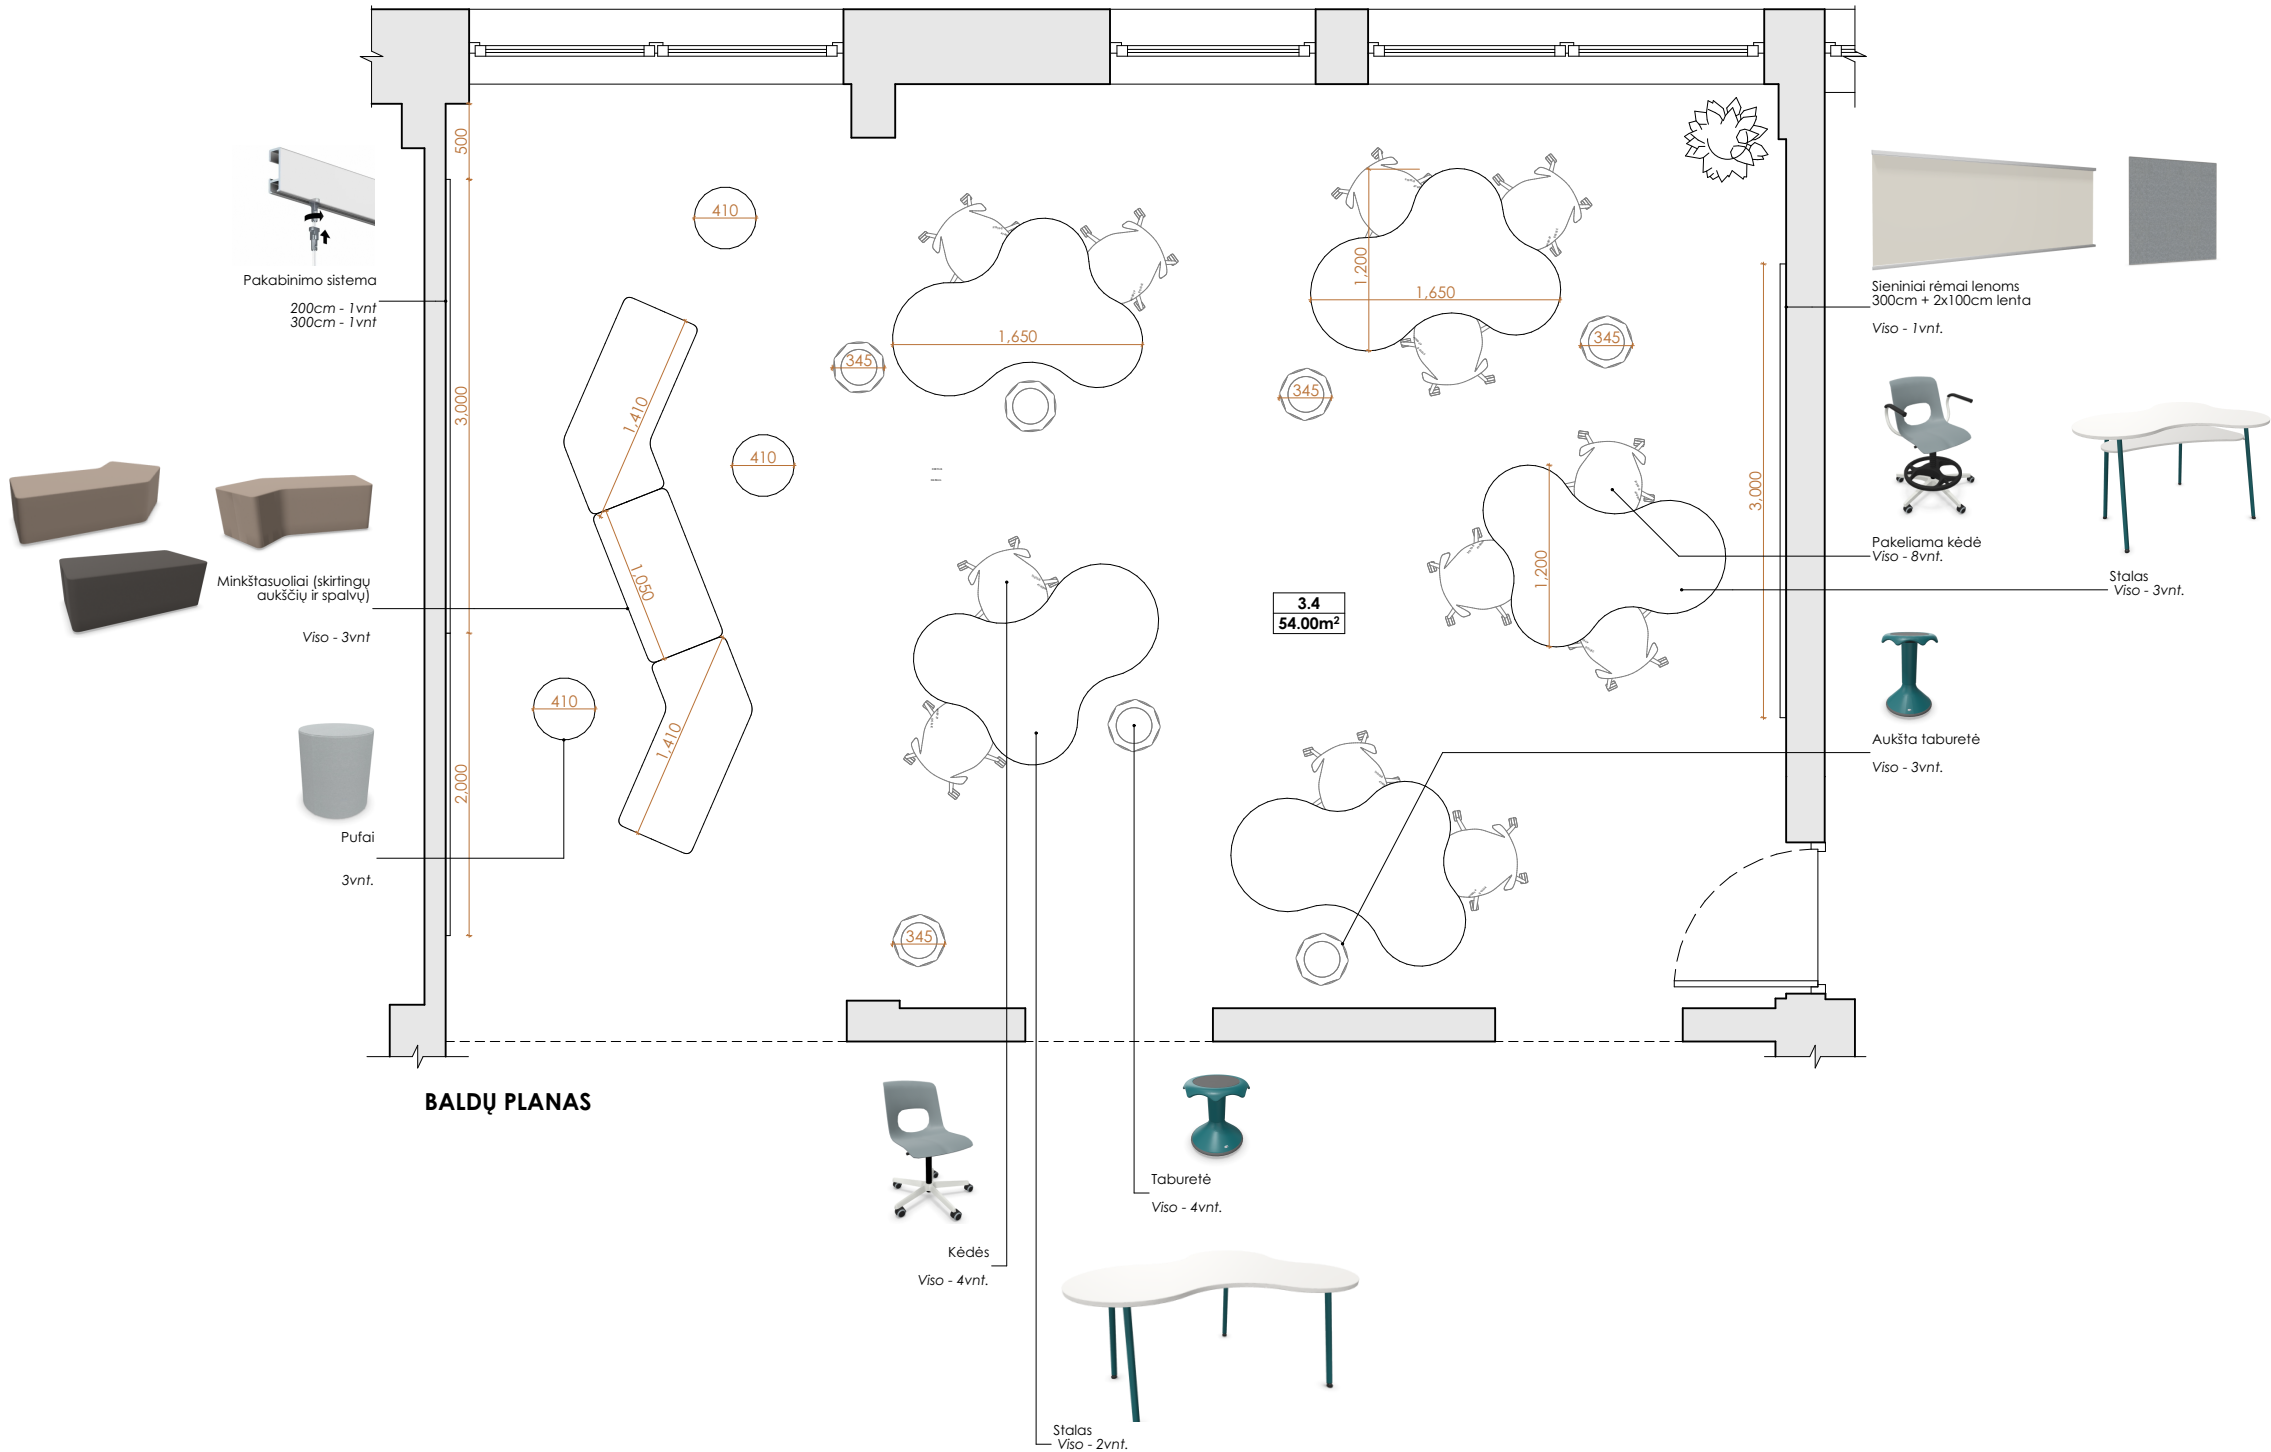 500
3,000
2,000
Pakabinimo sistema
200cm - 1vnt
300cm - 1vnt
Minkštasuoliai (skirtingų
aukščių ir spalvų)
Viso - 3vnt
Pufai
3vnt.
410
410
410
1,410
1,050
1,410
1,650
345
1,200
1,650
345
345
1,200
3,000
345
3.4
54.00m²
Sieniniai rėmai lenoms
300cm + 2x100cm lenta
Viso - 1vnt.
Pakeliama kėdė
Viso - 8vnt.
Stalas
Viso - 3vnt.
Aukšta taburetė
Viso - 3vnt.
BALDŲ PLANAS
Taburetė
Viso - 4vnt.
Kėdės
Viso - 4vnt.
Stalas
Viso - 2vnt.